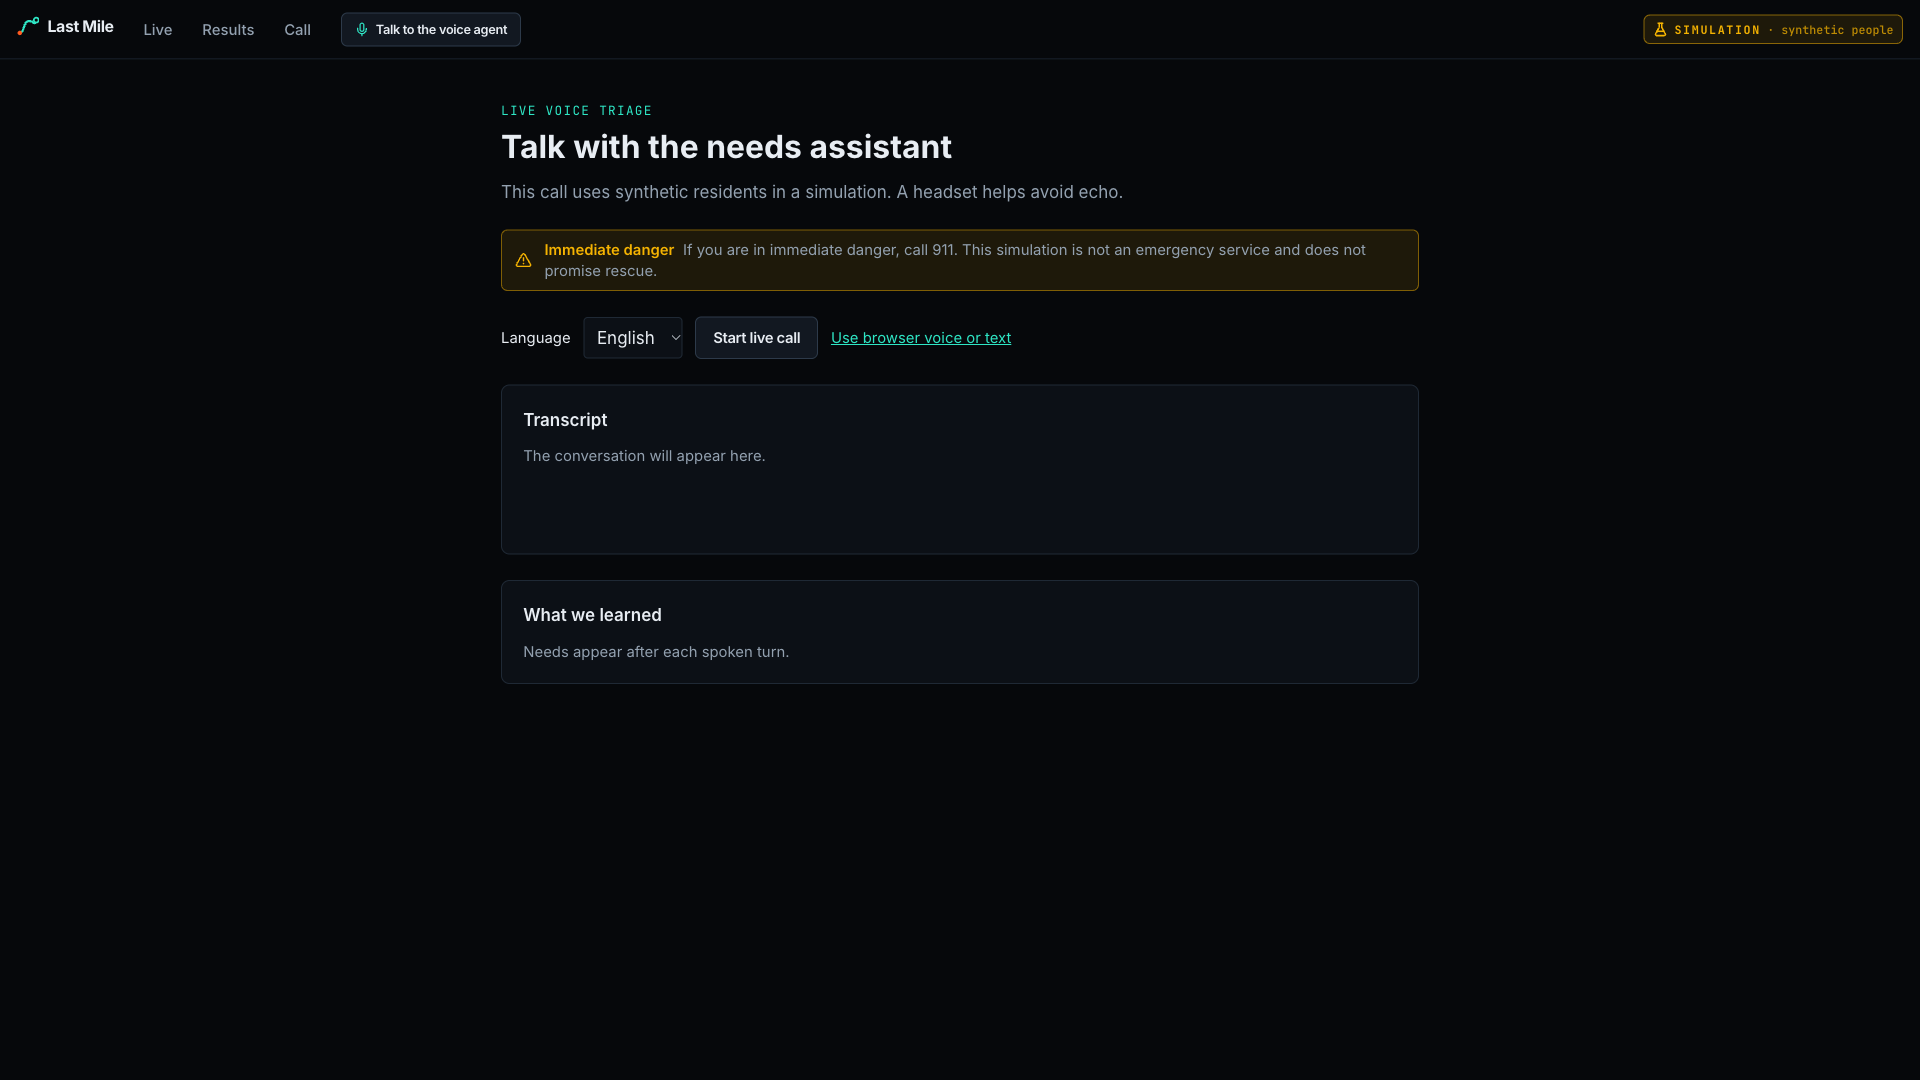 Last Mile
Live
Results
Call
Talk to the voice agent
SIMULATION · synthetic people
LIVE VOICE TRIAGE
Talk with the needs assistant
This call uses synthetic residents in a simulation. A headset helps avoid echo.
Immediate danger If you are in immediate danger, call 911. This simulation is not an emergency service and does not
promise rescue.
Language
English
Start live call
Use browser voice or text
Transcript
The conversation will appear here.
What we learned
Needs appear after each spoken turn.